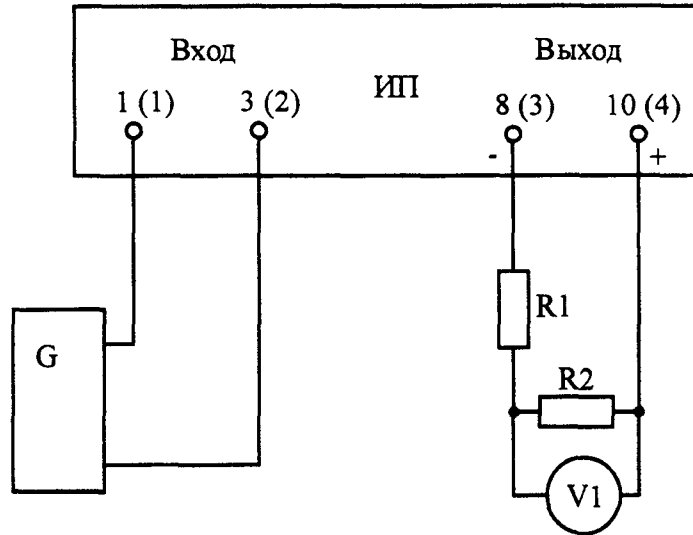 Вход
ИП
Выход
1 (1)
3 (2)
8 (3)
10 (4)
-
+
G
R1
R2
V1